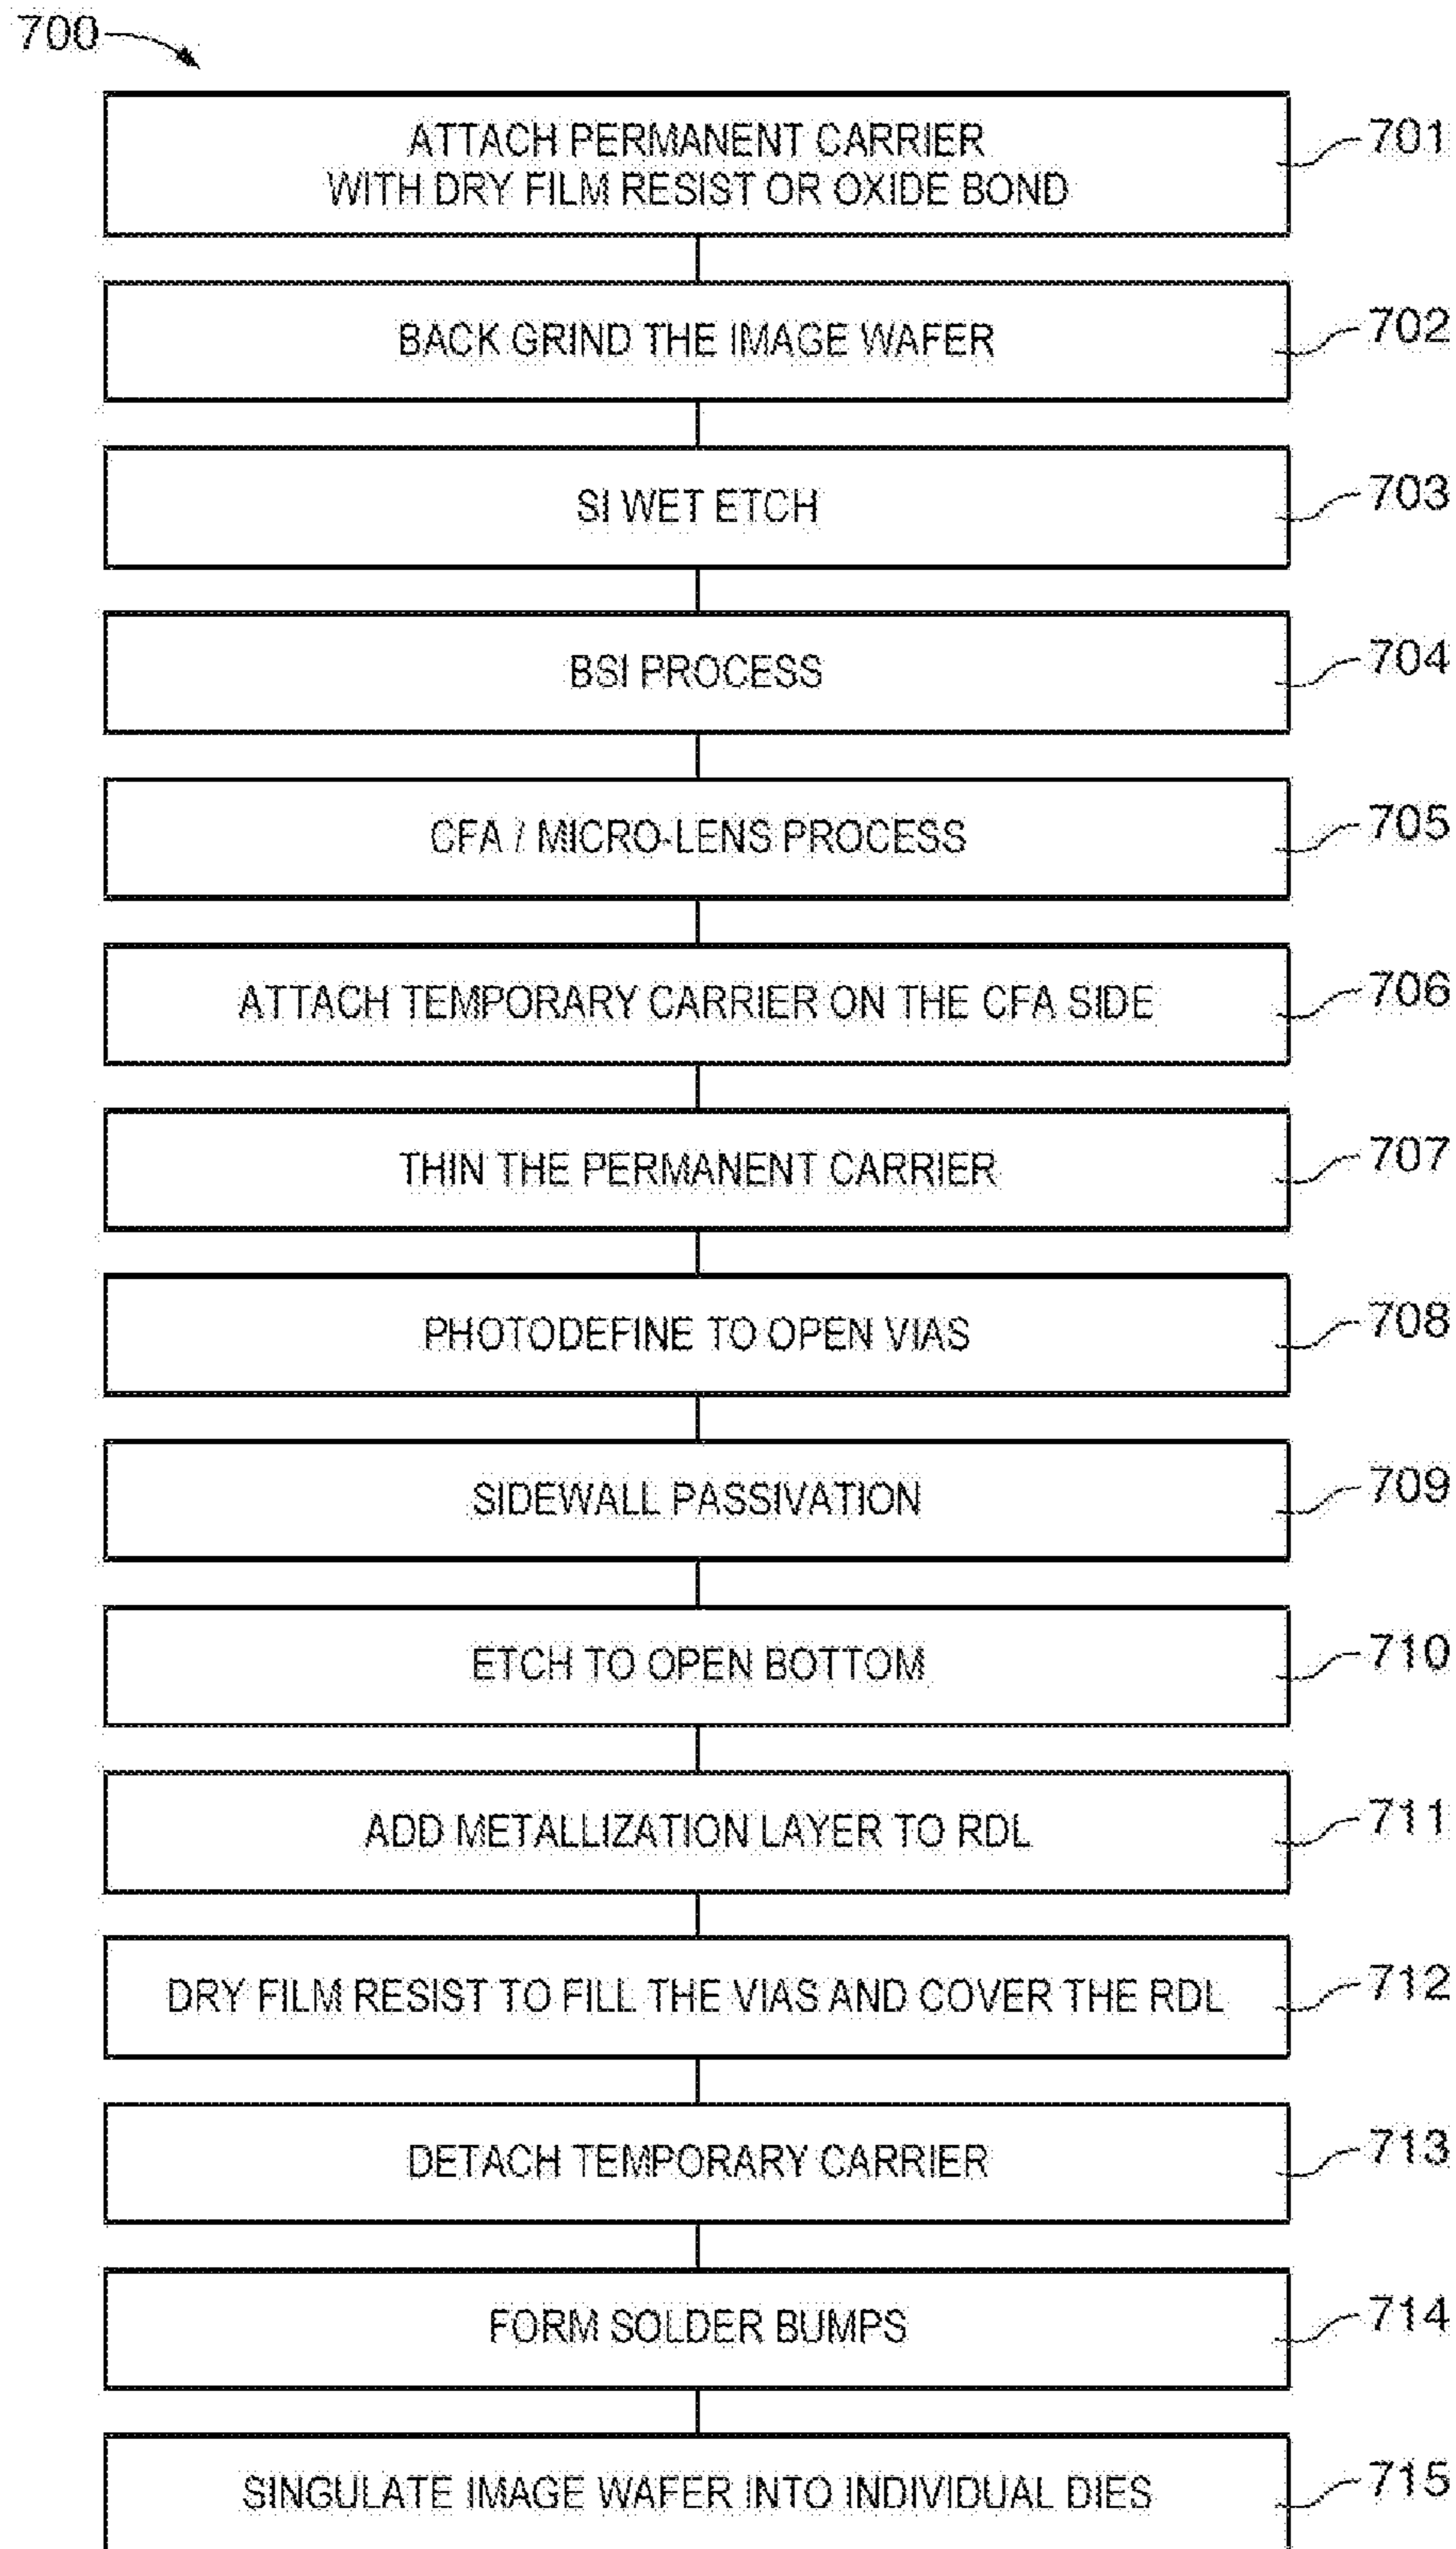 700
ATTACH PERMANENT CARRIER
WITH DRY FILM RESIST OR OXIDE BOND
701
BACK GRIND THE IMAGE WAFER
702
SI WET ETCH
703
BSI PROCESS
704
CFA / MICRO-LENS PROCESS
705
ATTACH TEMPORARY CARRIER ON THE CFA SIDE
706
THIN THE PERMANENT CARRIER
707
PHOTODEFINE TO OPEN VIAS
708
SIDEWALL PASSIVATION
709
ETCH TO OPEN BOTTOM
710
ADD METALLIZATION LAYER TO RDL
711
DRY FILM RESIST TO FILL THE VIAS AND COVER THE RDL
712
DETACH TEMPORARY CARRIER
713
FORM SOLDER BUMPS
714
SINGULATE IMAGE WAFER INTO INDIVIDUAL DIES
715